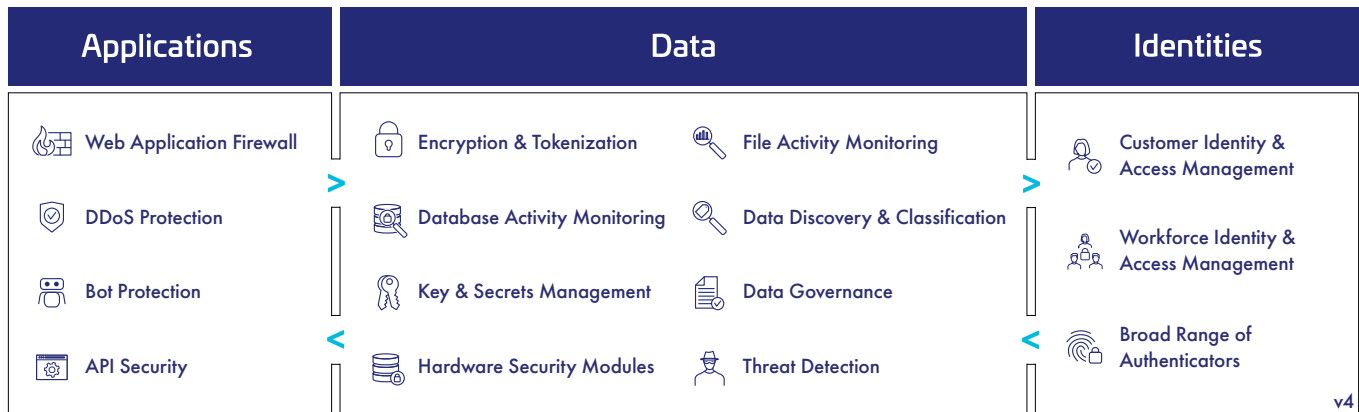 Applications
Web Application Firewall
DDoS Protection
Bot Protection
API Security
>
<
Data
Encryption & Tokenization
Database Activity Monitoring
Key & Secrets Management
Hardware Security Modules
File Activity Monitoring
Data Discovery & Classification
Data Governance
Threat Detection
>
<
Identities
Customer Identity &
Access Management
Workforce Identity &
Access Management
Broad Range of
Authenticators
v4